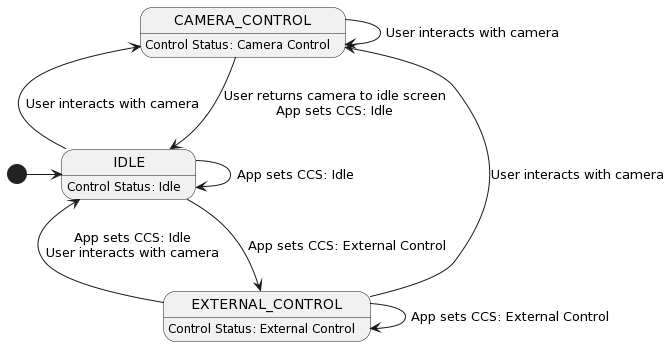 CAMERA_CONTROL
Control Status: Camera Control
User interacts with camera
User interacts with camera
User returns camera to idle screen
App sets CCS: Idle
IDLE
Control Status: Idle
App sets CCS: Idle
User interacts with camera
App sets CCS: Idle
User interacts with camera
App sets CCS: External Control
EXTERNAL_CONTROL
Control Status: External Control
App sets CCS: External Control